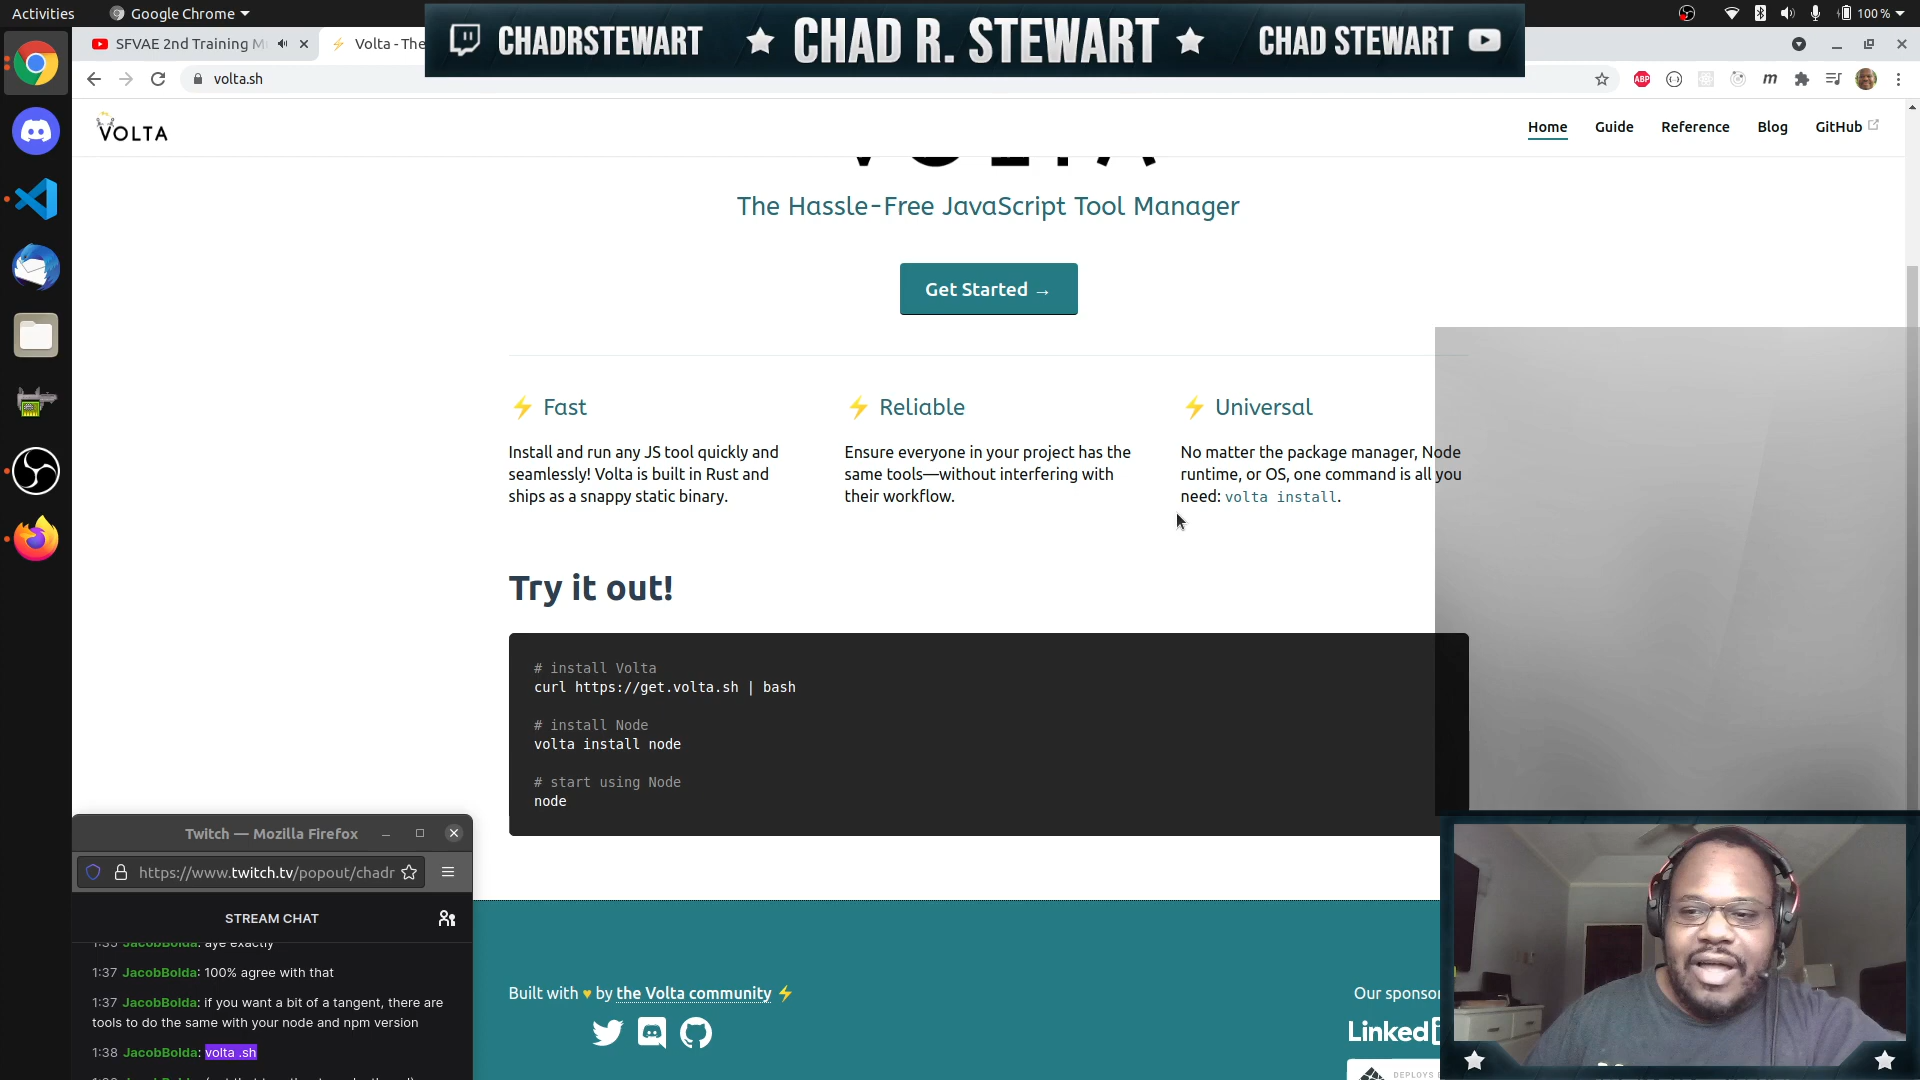 Activities
Google Chrome
100 %
CHADRSTEWART
CHAD R. STEWART
CHAD STEWART
SFVAE 2nd Training M
Volta - The
volta.sh
ABP
VOLTA
Home
Guide
Reference
Blog
GitHub
The Hassle-Free JavaScript Tool Manager
Get Started →
⚡ Fast
Install and run any JS tool quickly and
seamlessly! Volta is built in Rust and
ships as a snappy static binary.
⚡ Reliable
Ensure everyone in your project has the
same tools—without interfering with
their workflow.
⚡ Universal
No matter the package manager, Node
runtime, or OS, one command is all you
need: volta install.
Try it out!
# install Volta
curl https://get.volta.sh | bash
# install Node
volta install node
# start using Node
node
Twitch — Mozilla Firefox
https://www.twitch.tv/popout/chadr
STREAM CHAT
1:35 JacobBolda: aye exactly
1:37 JacobBolda: 100% agree with that
1:37 JacobBolda: if you want a bit of a tangent, there are
tools to do the same with your node and npm version
1:38 JacobBolda: volta .sh
Built with ♥ by the Volta community ⚡
Our sponsor
Linked
DEPLOYS